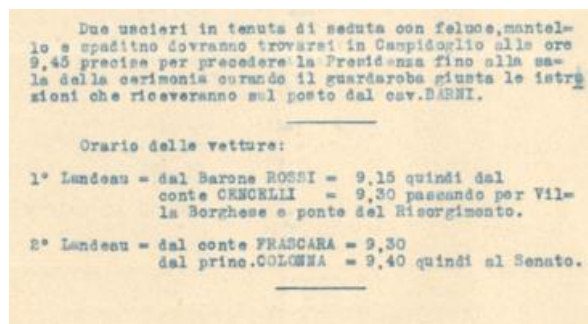 Due uscieri in tenuta di seduta con feluce,mantel=
lo e spaditno dovranno trovarsi in Campidoglio alle ore
9,45 precise per precedere la Presidenza fino alla sa=
la della cerimonia curando il guardaroba giusta le istru
zioni che riceveranno sul posto dal cav.BARNI.
Orario delle vetture:
1° Landeau = dal Barone ROSSI = 9,15 quindi dal
conte CENCELLI = 9,30 passando per Vil=
la Borghese e ponte del Risorgimento.
2° Landeau = dal conte FRASCARA = 9,30
dal princ.COLONNA = 9,40 quindi al Senato.